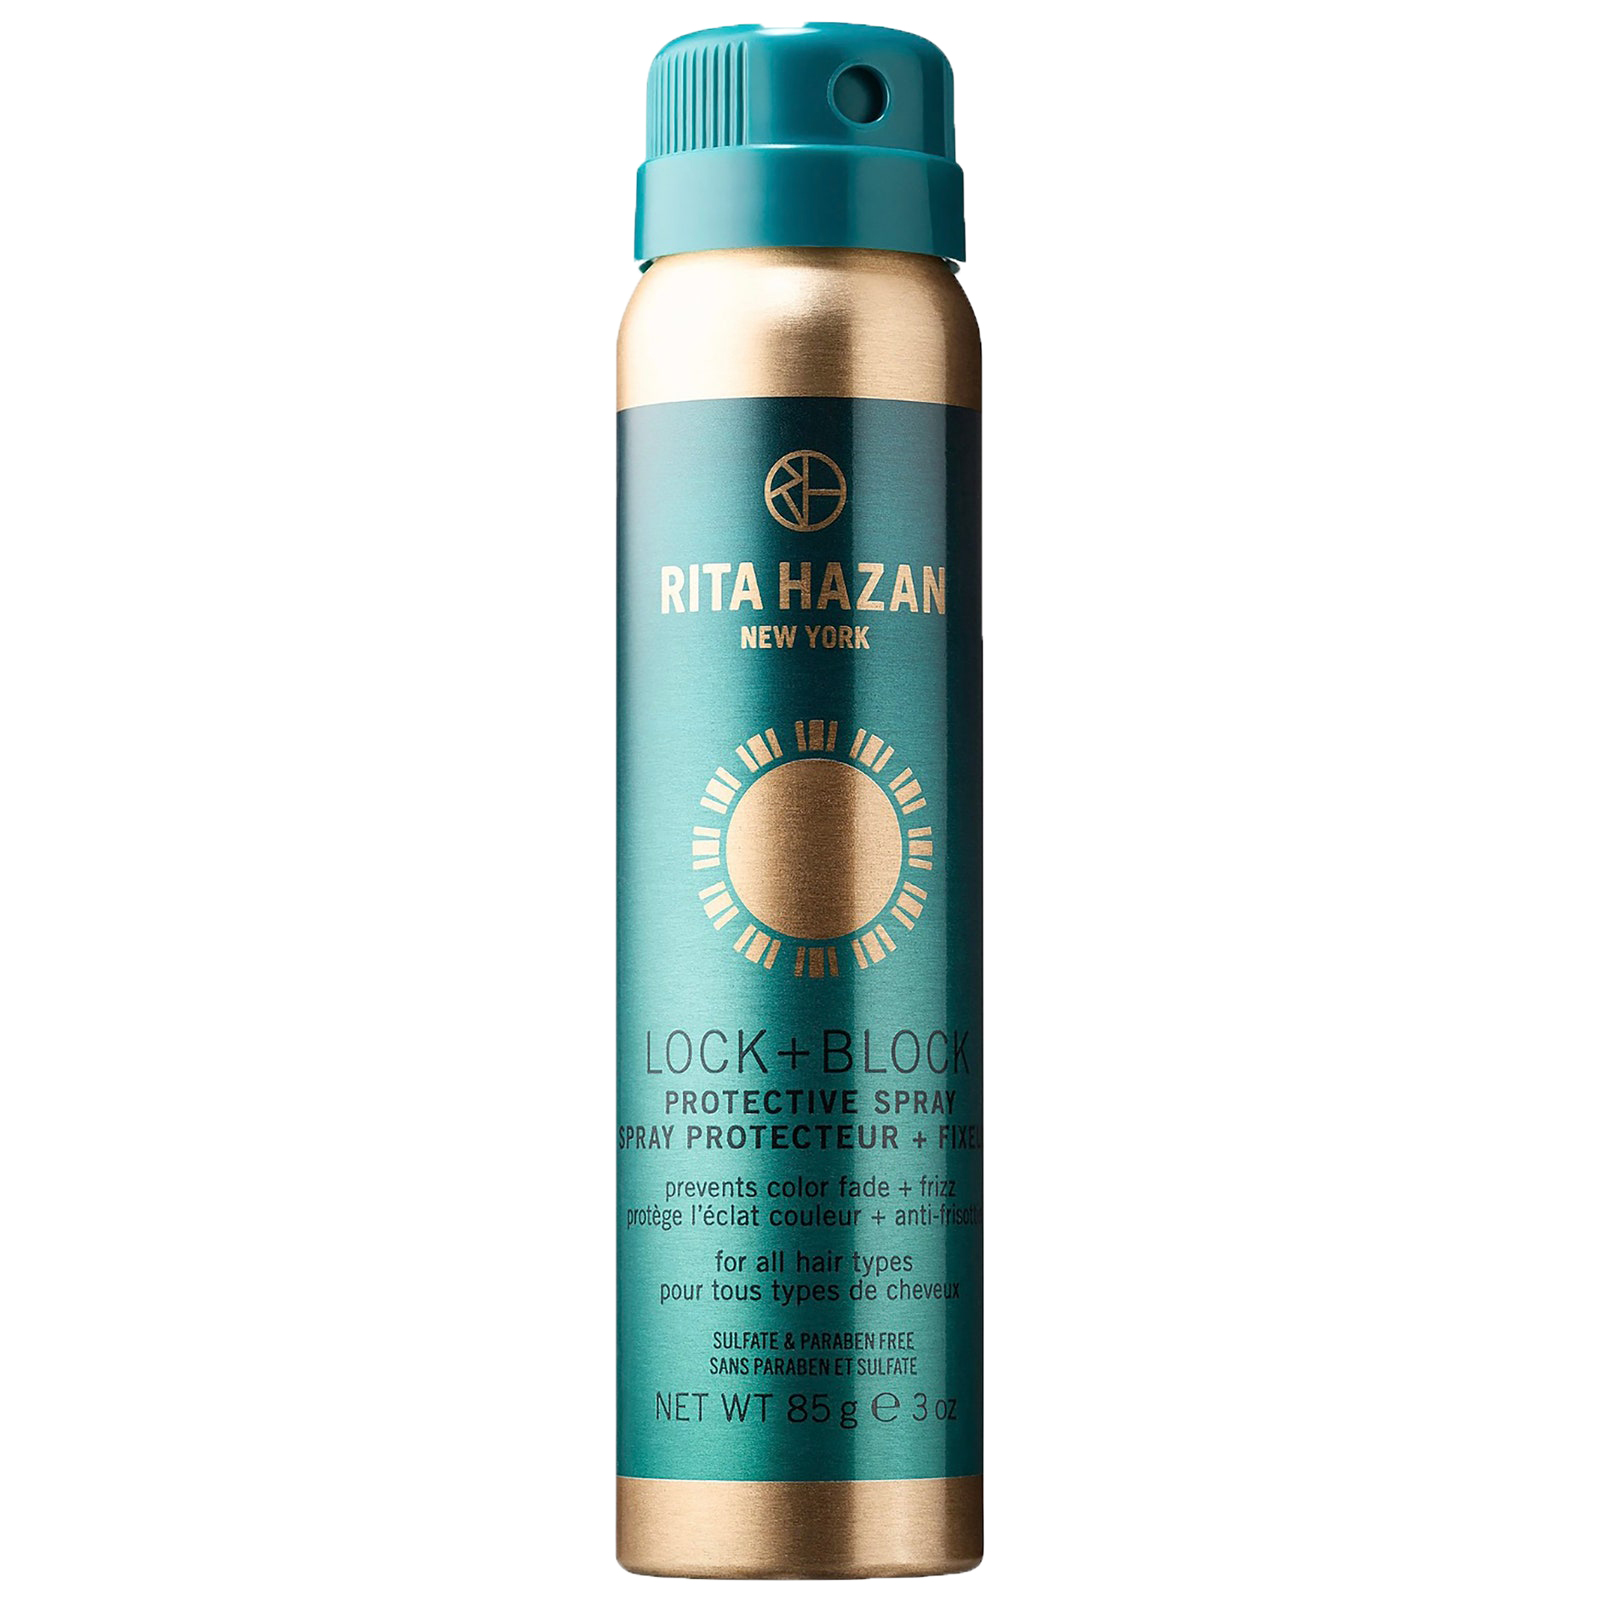 RITA HAZAN
NEW YORK
LOCK+BLOCK
PROTECTIVE SPRAY
SPRAY PROTECTEUR +
prevents color fade + frizz
protège l'éclat couleur +
for all hair types
pour tous types de cheveux
SULFATE & PARABEN FREE
SANS PARABEN ET SULFATE
NET WT 85 g ℮ 3 oz